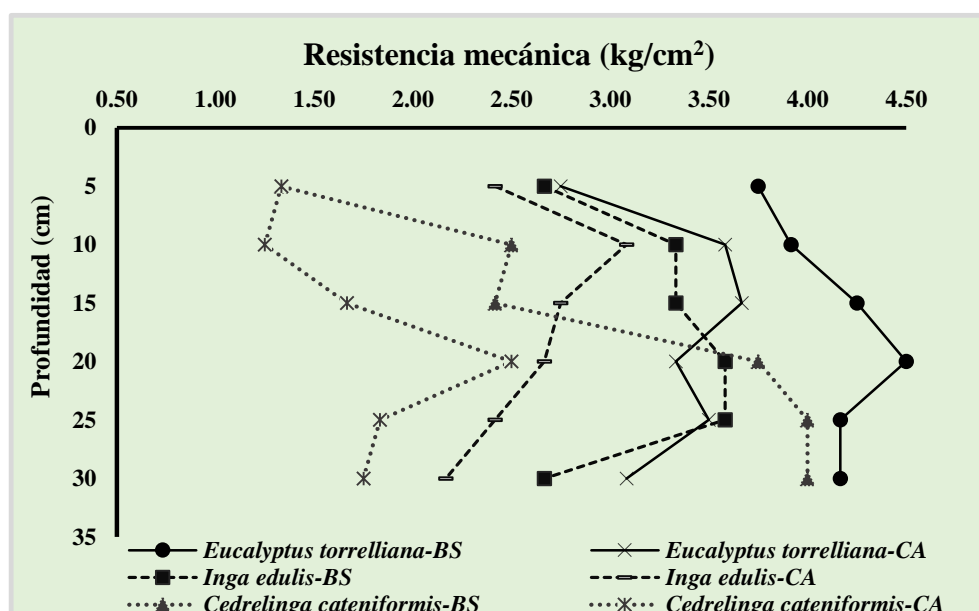 Resistencia mecánica (kg/cm²)
0.50 1.00 1.50 2.00 2.50 3.00 3.50 4.00 4.50
Profundidad (cm)
0
5
10
15
20
25
30
35
Eucalyptus torrelliana-BS Eucalyptus torrelliana-CA
Inga edulis-BS Inga edulis-CA
Cedrelinga cateniformis-BS Cedrelinga cateniformis-CA